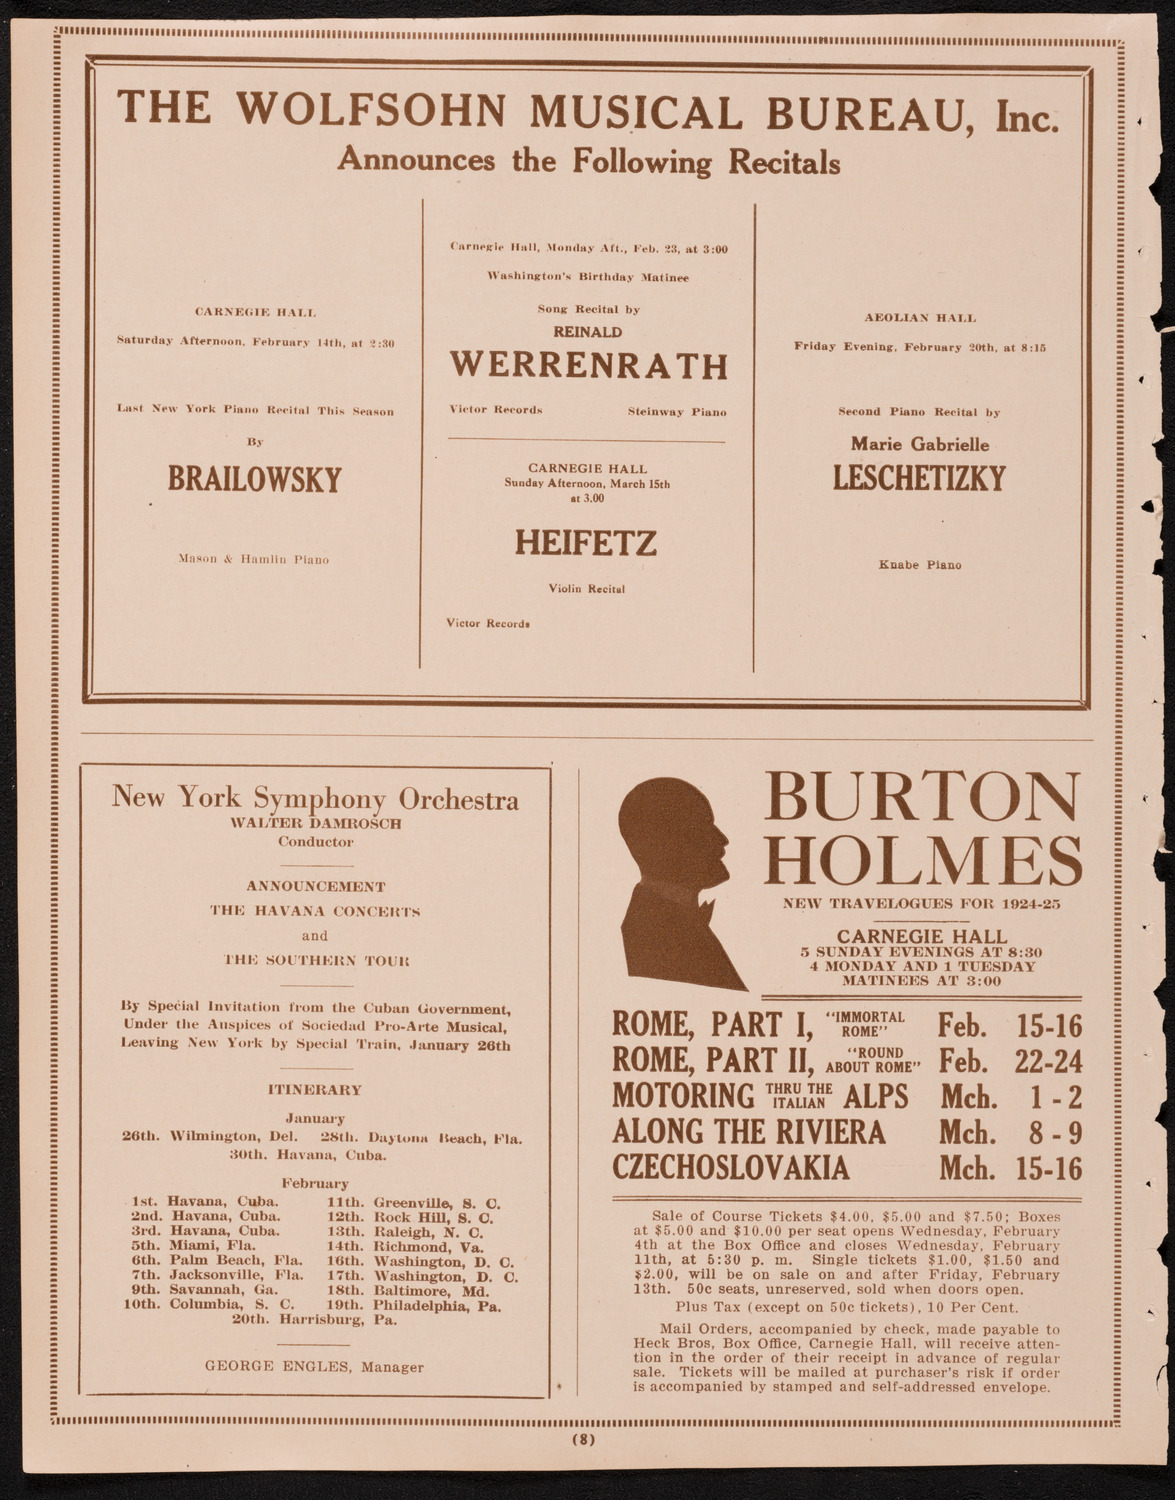 THE WOLFSOHN MUSICAL BUREAU, Inc.
Announces the Following Recitals
CARNEGIE HALL
Saturday Afternoon, February 14th, at 2:30
Last New York Piano Recital This Season
By
BRAILOWSKY
Mason & Hamlin Piano
Carnegie Hall, Monday Aft., Feb. 23, at 3:00
Washington's Birthday Matinee
Song Recital by
REINALD
WERRENRATH
Victor Records Steinway Piano
CARNEGIE HALL
Sunday Afternoon, March 15th
at 3.00
HEIFETZ
Violin Recital
Victor Records
AEOLIAN HALL
Friday Evening, February 20th, at 8:15
Second Piano Recital by
Marie Gabrielle
LESCHETIZKY
Knabe Piano
New York Symphony Orchestra
WALTER DAMROSCH
Conductor
ANNOUNCEMENT
THE HAVANA CONCERTS
and
THE SOUTHERN TOUR
By Special Invitation from the Cuban Government,
Under the Auspices of Sociedad Pro-Arte Musical,
Leaving New York by Special Train, January 26th
ITINERARY
January
26th. Wilmington, Del. 28th. Daytona Beach, Fla.
30th. Havana, Cuba.
February
1st. Havana, Cuba. 11th. Greenville, S. C.
2nd. Havana, Cuba. 12th. Rock Hill, S. C.
3rd. Havana, Cuba. 13th. Raleigh, N. C.
5th. Miami, Fla. 14th. Richmond, Va.
6th. Palm Beach, Fla. 16th. Washington, D. C.
7th. Jacksonville, Fla. 17th. Washington, D. C.
9th. Savannah, Ga. 18th. Baltimore, Md.
10th. Columbia, S. C. 19th. Philadelphia, Pa.
20th. Harrisburg, Pa.
GEORGE ENGLES, Manager
BURTON
HOLMES
NEW TRAVELOGUES FOR 1924-25
CARNEGIE HALL
5 SUNDAY EVENINGS AT 8:30
4 MONDAY AND 1 TUESDAY
MATINEES AT 3:00
ROME, PART I, "IMMORTAL ROME" Feb. 15-16
ROME, PART II, "ROUND ABOUT ROME" Feb. 22-24
MOTORING THRU THE ITALIAN ALPS Mch. 1 - 2
ALONG THE RIVIERA Mch. 8 - 9
CZECHOSLOVAKIA Mch. 15-16
Sale of Course Tickets $4.00, $5.00 and $7.50; Boxes
at $5.00 and $10.00 per seat opens Wednesday, February
4th at the Box Office and closes Wednesday, February
11th, at 5:30 p. m. Single tickets $1.00, $1.50 and
$2.00, will be on sale on and after Friday, February
13th. 50c seats, unreserved, sold when doors open.
Plus Tax (except on 50c tickets), 10 Per Cent.
Mail Orders, accompanied by check, made payable to
Heck Bros, Box Office, Carnegie Hall, will receive atten-
tion in the order of their receipt in advance of regular
sale. Tickets will be mailed at purchaser's risk if order
is accompanied by stamped and self-addressed envelope.
(8)